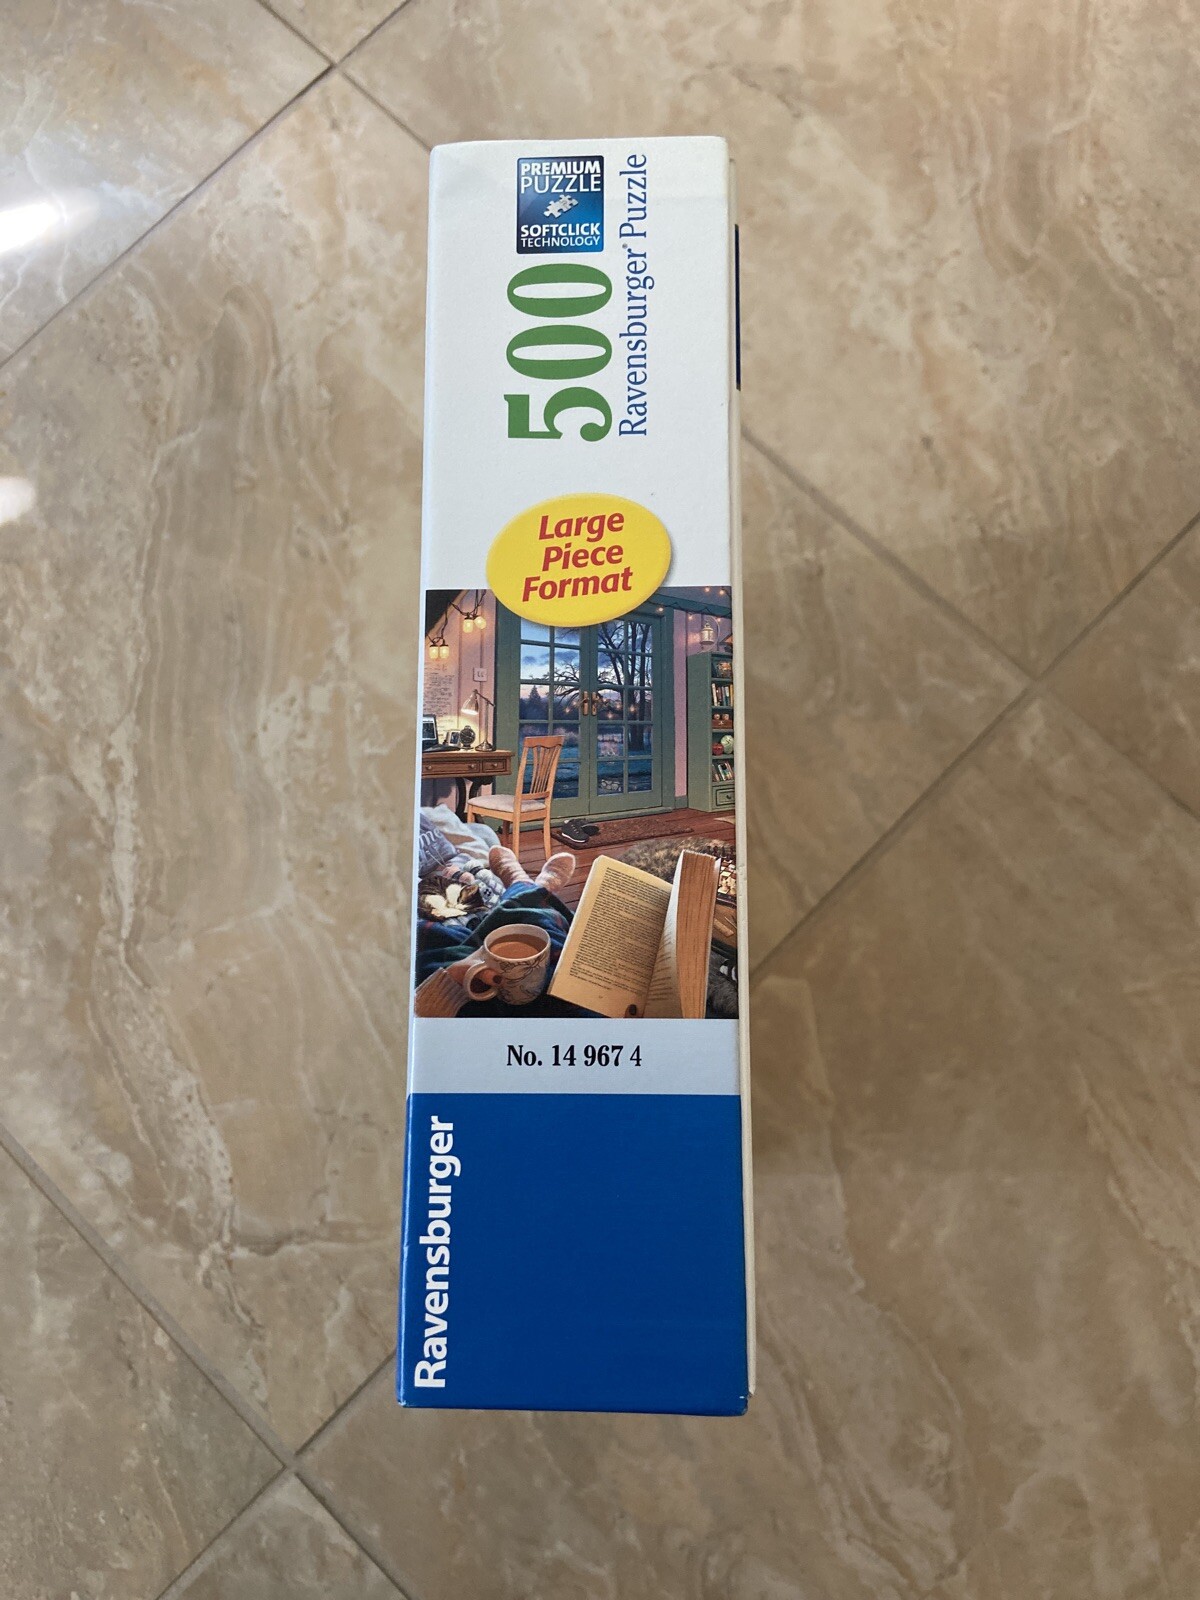 PREMIUM
PUZZLE
SOFTCLICK
TECHNOLOGY
500
Ravensburger® Puzzle
Large
Piece
Format
No. 14 967 4
Ravensburger